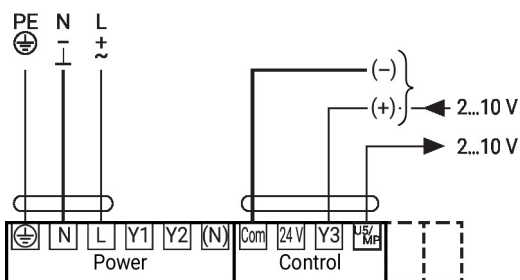 PE N L
⏚ – +
⊥ ~
(–)
(+) 2...10 V
2...10 V
⏚ N L Y1 Y2 (N) Com 24 V Y3 U5/MP
Power Control